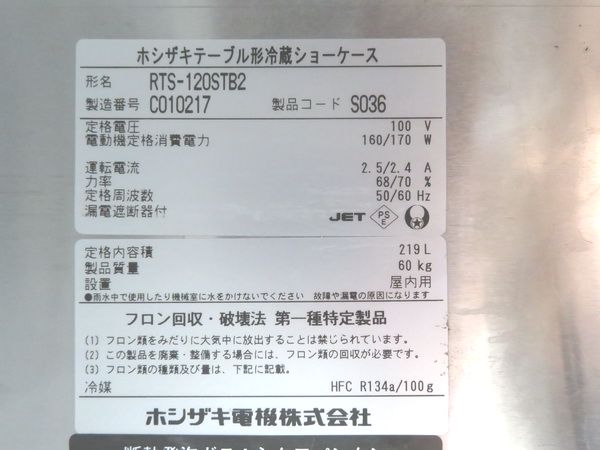 ホシザキテーブル形冷蔵ショーケース
形名 RTS-120STB2
製造番号 C010217 製品コード S036
定格電圧 100 V
電動機定格消費電力 160/170 W
運転電流 2.5/2.4 A
力率 68/70 %
定格周波数 50/60 Hz
漏電遮断器付 JET PSE
定格内容積 219 L
製品質量 60 kg
設置 屋内用
●雨水中で使用したり機械室に水をかけないでください 故障や漏電の原因になります
フロン回収・破壊法 第一種特定製品
(1) フロン類をみだりに大気中に放出することは禁じられています。
(2) この製品を廃棄・整備する場合には、フロン類の回収が必要です。
(3) フロン類の種類及び量は、下記に記載。
冷媒 HFC R134a/100g
ホシザキ電機株式会社